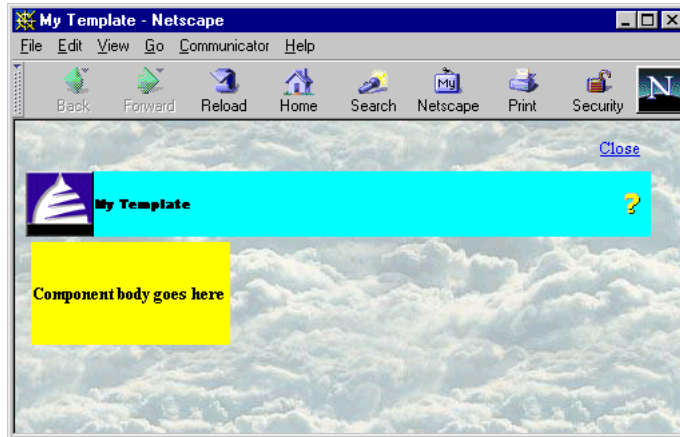 My Template - Netscape
File Edit View Go Communicator Help
My N
Back Forward Reload Home Search Netscape Print Security
Close
My Template ?
Component body goes here